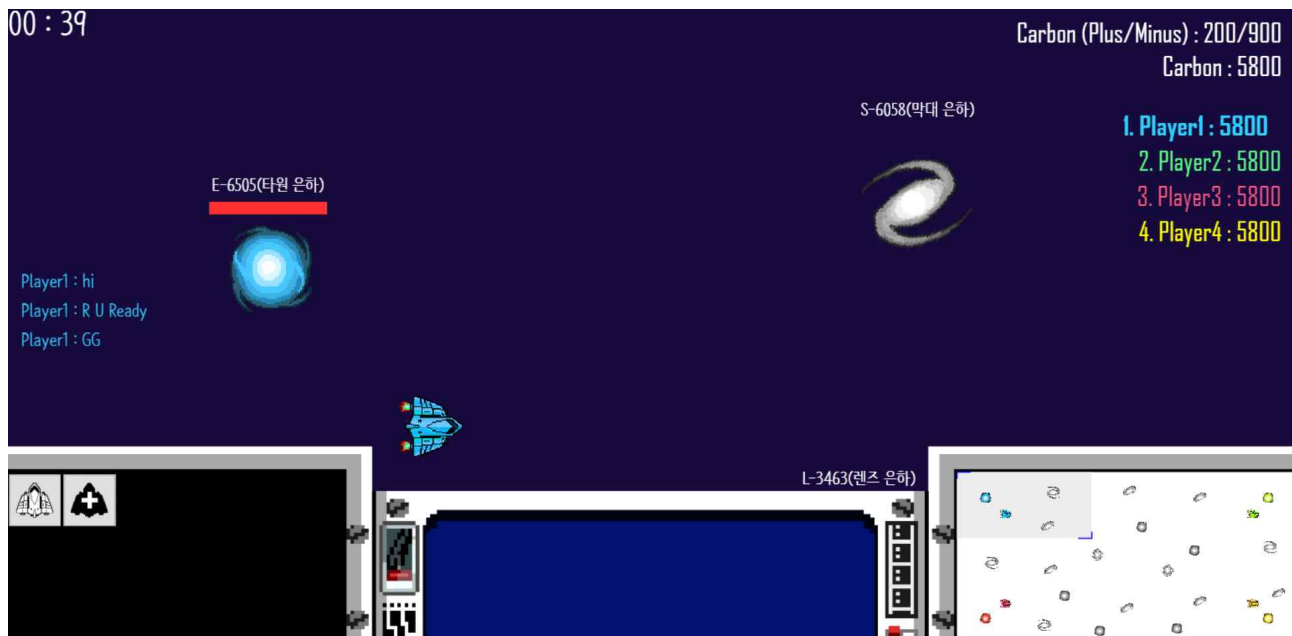 00 : 39
Carbon (Plus/Minus) : 200/900
Carbon : 5800
S-6058(막대 은하)
1. Player1 : 5800
2. Player2 : 5800
3. Player3 : 5800
4. Player4 : 5800
E-6505(타원 은하)
Player1 : hi
Player1 : R U Ready
Player1 : GG
L-3463(렌즈 은하)